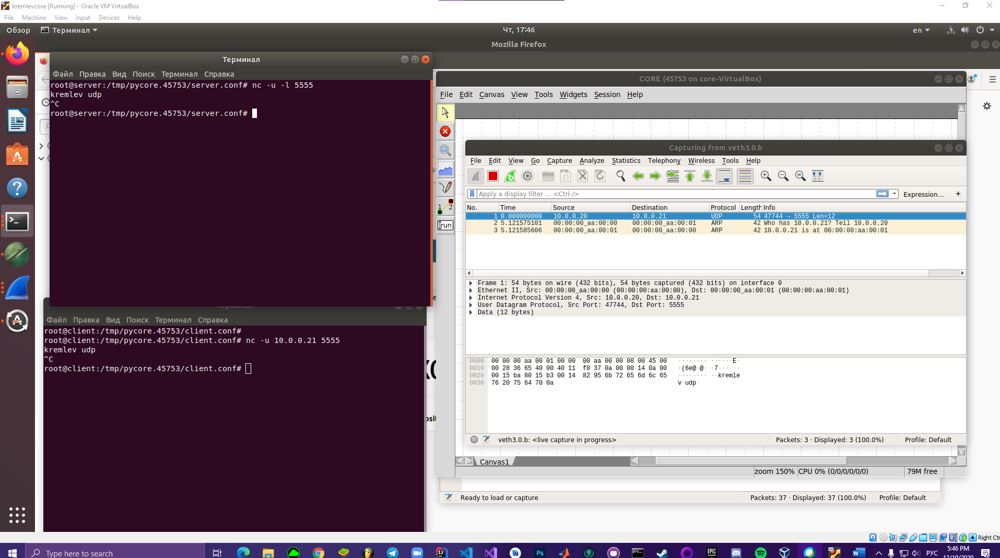 kremlevcore [Running] - Oracle VM VirtualBox
File Machine View Input Devices Help
Обзор Терминал Чт, 17:46 en
Mozilla Firefox
Терминал
Файл Правка Вид Поиск Терминал Справка
root@server:/tmp/pycore.45753/server.conf# nc -u -l 5555
kremlev udp
^C
root@server:/tmp/pycore.45753/server.conf#
Терминал
Файл Правка Вид Поиск Терминал Справка
root@client:/tmp/pycore.45753/client.conf#
root@client:/tmp/pycore.45753/client.conf# nc -u 10.0.0.21 5555
kremlev udp
^C
root@client:/tmp/pycore.45753/client.conf#
CORE (45753 on core-VirtualBox)
File Edit Canvas View Tools Widgets Session Help
1 2
run
Capturing from veth3.0.b
File Edit View Go Capture Analyze Statistics Telephony Wireless Tools Help
Apply a display filter ... <Ctrl-/> Expression... +
No. Time Source Destination Protocol Length Info
1 0.000000000 10.0.0.20 10.0.0.21 UDP 54 47744 → 5555 Len=12
2 5.121575101 00:00:00_aa:00:00 00:00:00_aa:00:01 ARP 42 Who has 10.0.0.21? Tell 10.0.0.20
3 5.121585606 00:00:00_aa:00:01 00:00:00_aa:00:00 ARP 42 10.0.0.21 is at 00:00:00:aa:00:01
Frame 1: 54 bytes on wire (432 bits), 54 bytes captured (432 bits) on interface 0
Ethernet II, Src: 00:00:00_aa:00:00 (00:00:00:aa:00:00), Dst: 00:00:00_aa:00:01 (00:00:00:aa:00:01)
Internet Protocol Version 4, Src: 10.0.0.20, Dst: 10.0.0.21
User Datagram Protocol, Src Port: 47744, Dst Port: 5555
Data (12 bytes)
0000 00 00 00 aa 00 01 00 00 00 aa 00 00 08 00 45 00 ········ ······E·
0010 00 28 36 65 40 00 40 11 f0 37 0a 00 00 14 0a 00 ·(6e@·@· ·7······
0020 00 15 ba 80 15 b3 00 14 82 95 6b 72 65 6d 6c 65 ········ ··kremle
0030 76 20 75 64 70 0a v udp·
veth3.0.b: <live capture in progress> Packets: 3 · Displayed: 3 (100.0%) Profile: Default
Canvas1
zoom 150% CPU 0% (0/0/0/0/0/0) 79M free
Ready to load or capture Packets: 37 · Displayed: 37 (100.0%) Profile: Default
Right Ctr
Type here to search
РУС
5:46 PM
12/10/2020